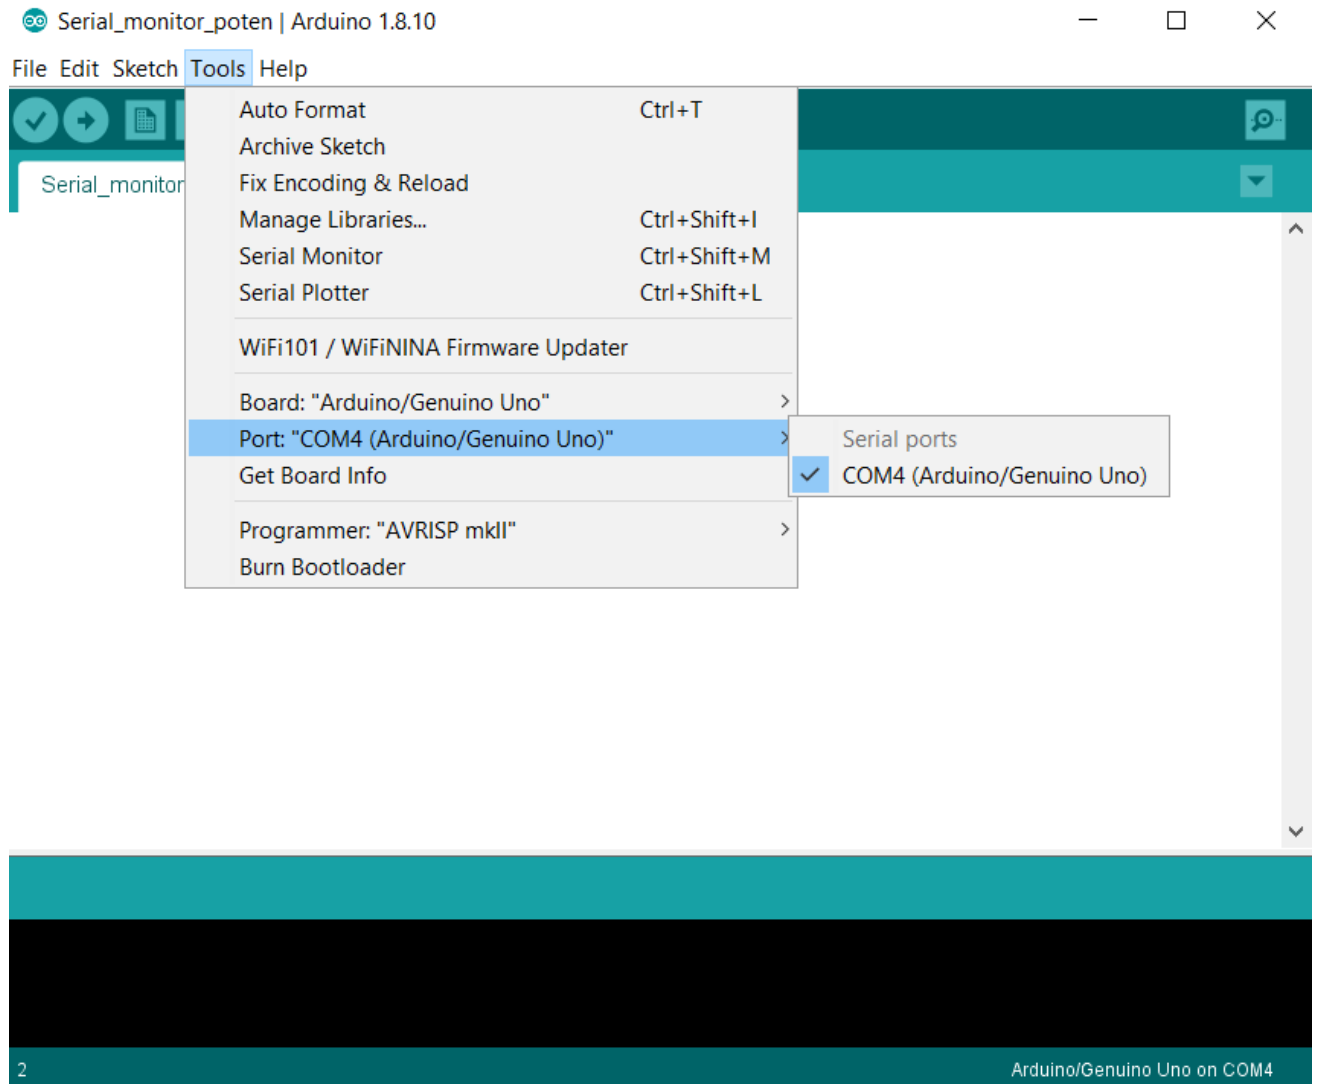 Serial_monitor_poten | Arduino 1.8.10
File Edit Sketch Tools Help
Serial_monitor
Auto Format Ctrl+T
Archive Sketch
Fix Encoding & Reload
Manage Libraries... Ctrl+Shift+I
Serial Monitor Ctrl+Shift+M
Serial Plotter Ctrl+Shift+L
WiFi101 / WiFiNINA Firmware Updater
Board: "Arduino/Genuino Uno"
Port: "COM4 (Arduino/Genuino Uno)"
Serial ports
COM4 (Arduino/Genuino Uno)
Get Board Info
Programmer: "AVRISP mkII"
Burn Bootloader
2
Arduino/Genuino Uno on COM4